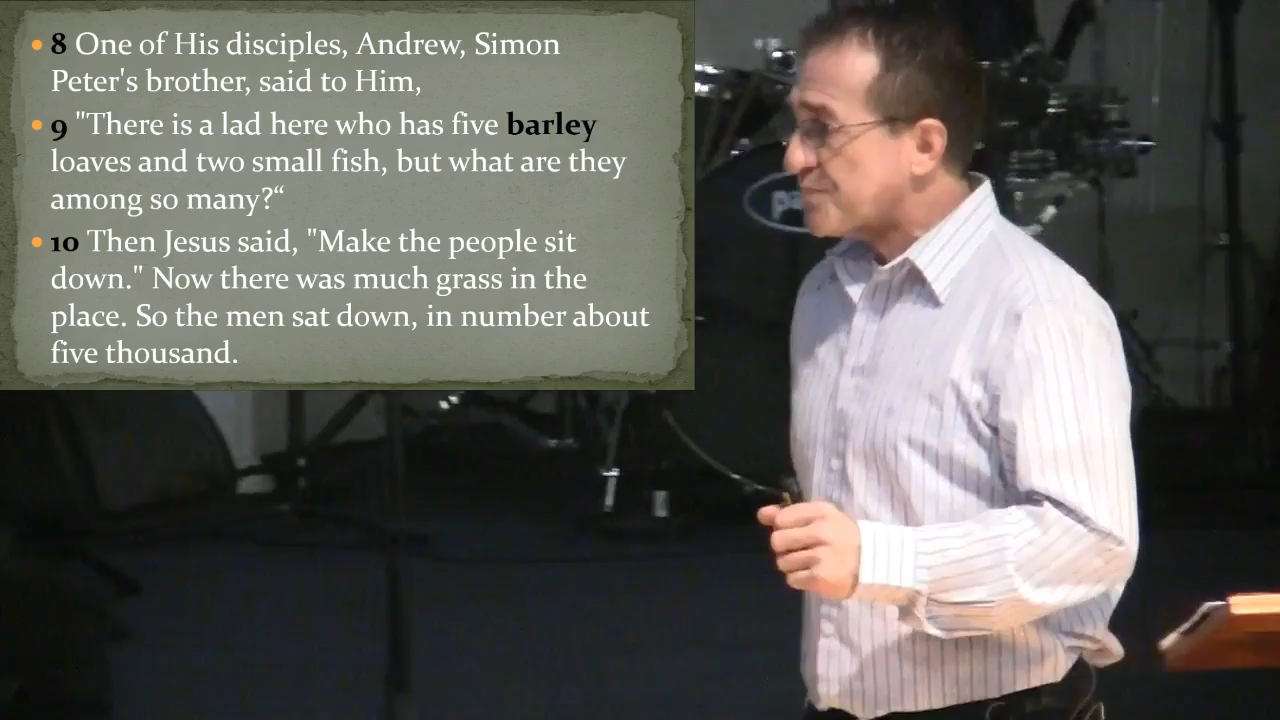 8 One of His disciples, Andrew, Simon
Peter's brother, said to Him,
9 "There is a lad here who has five barley
loaves and two small fish, but what are they
among so many?“
10 Then Jesus said, "Make the people sit
down." Now there was much grass in the
place. So the men sat down, in number about
five thousand.